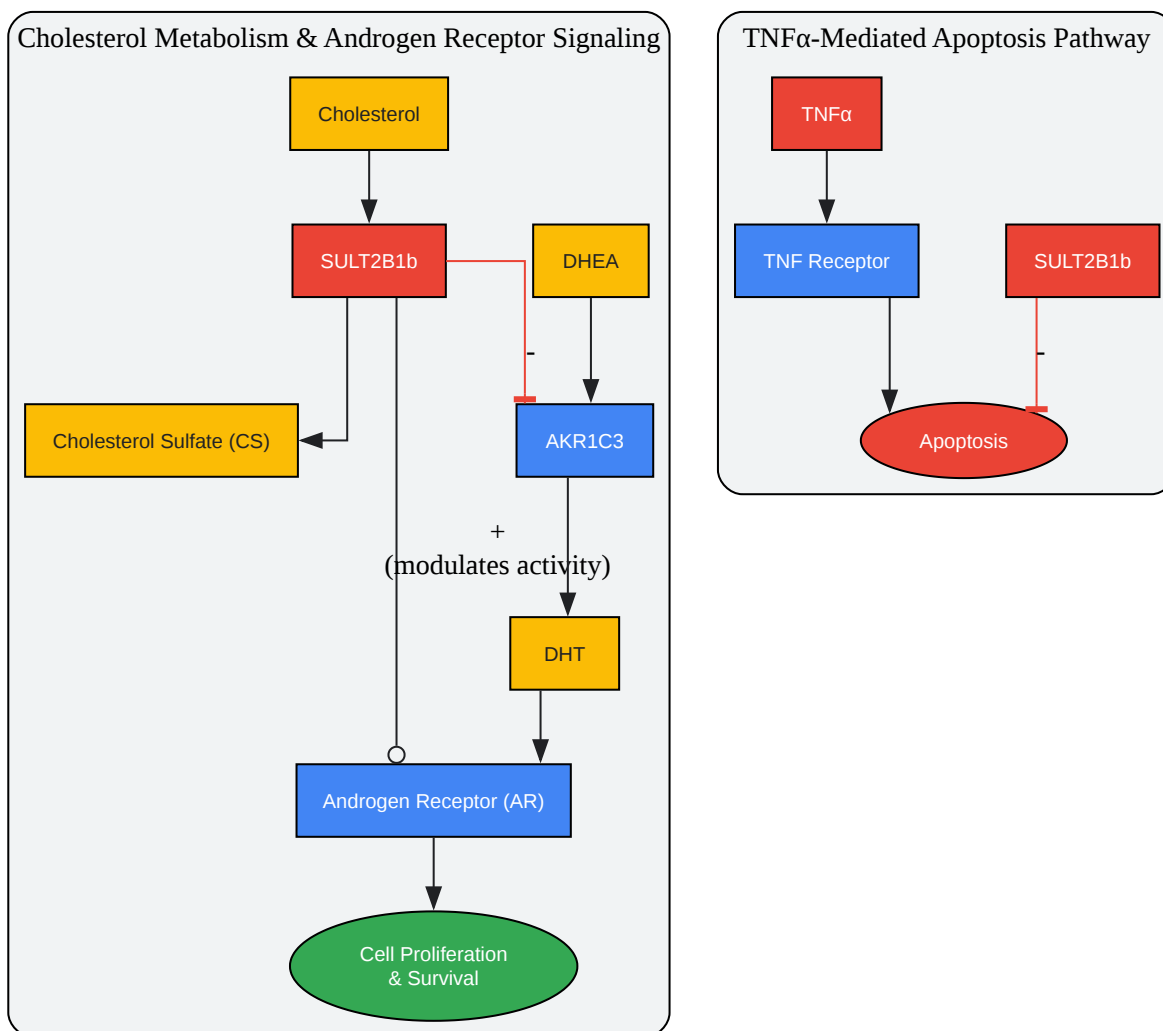 Cholesterol Metabolism & Androgen Receptor Signaling
Cholesterol
SULT2B1b
DHEA
-
Cholesterol Sulfate (CS)
AKR1C3
+
(modulates activity)
DHT
Androgen Receptor (AR)
Cell Proliferation
& Survival
TNFα-Mediated Apoptosis Pathway
TNFα
TNF Receptor
SULT2B1b
-
Apoptosis